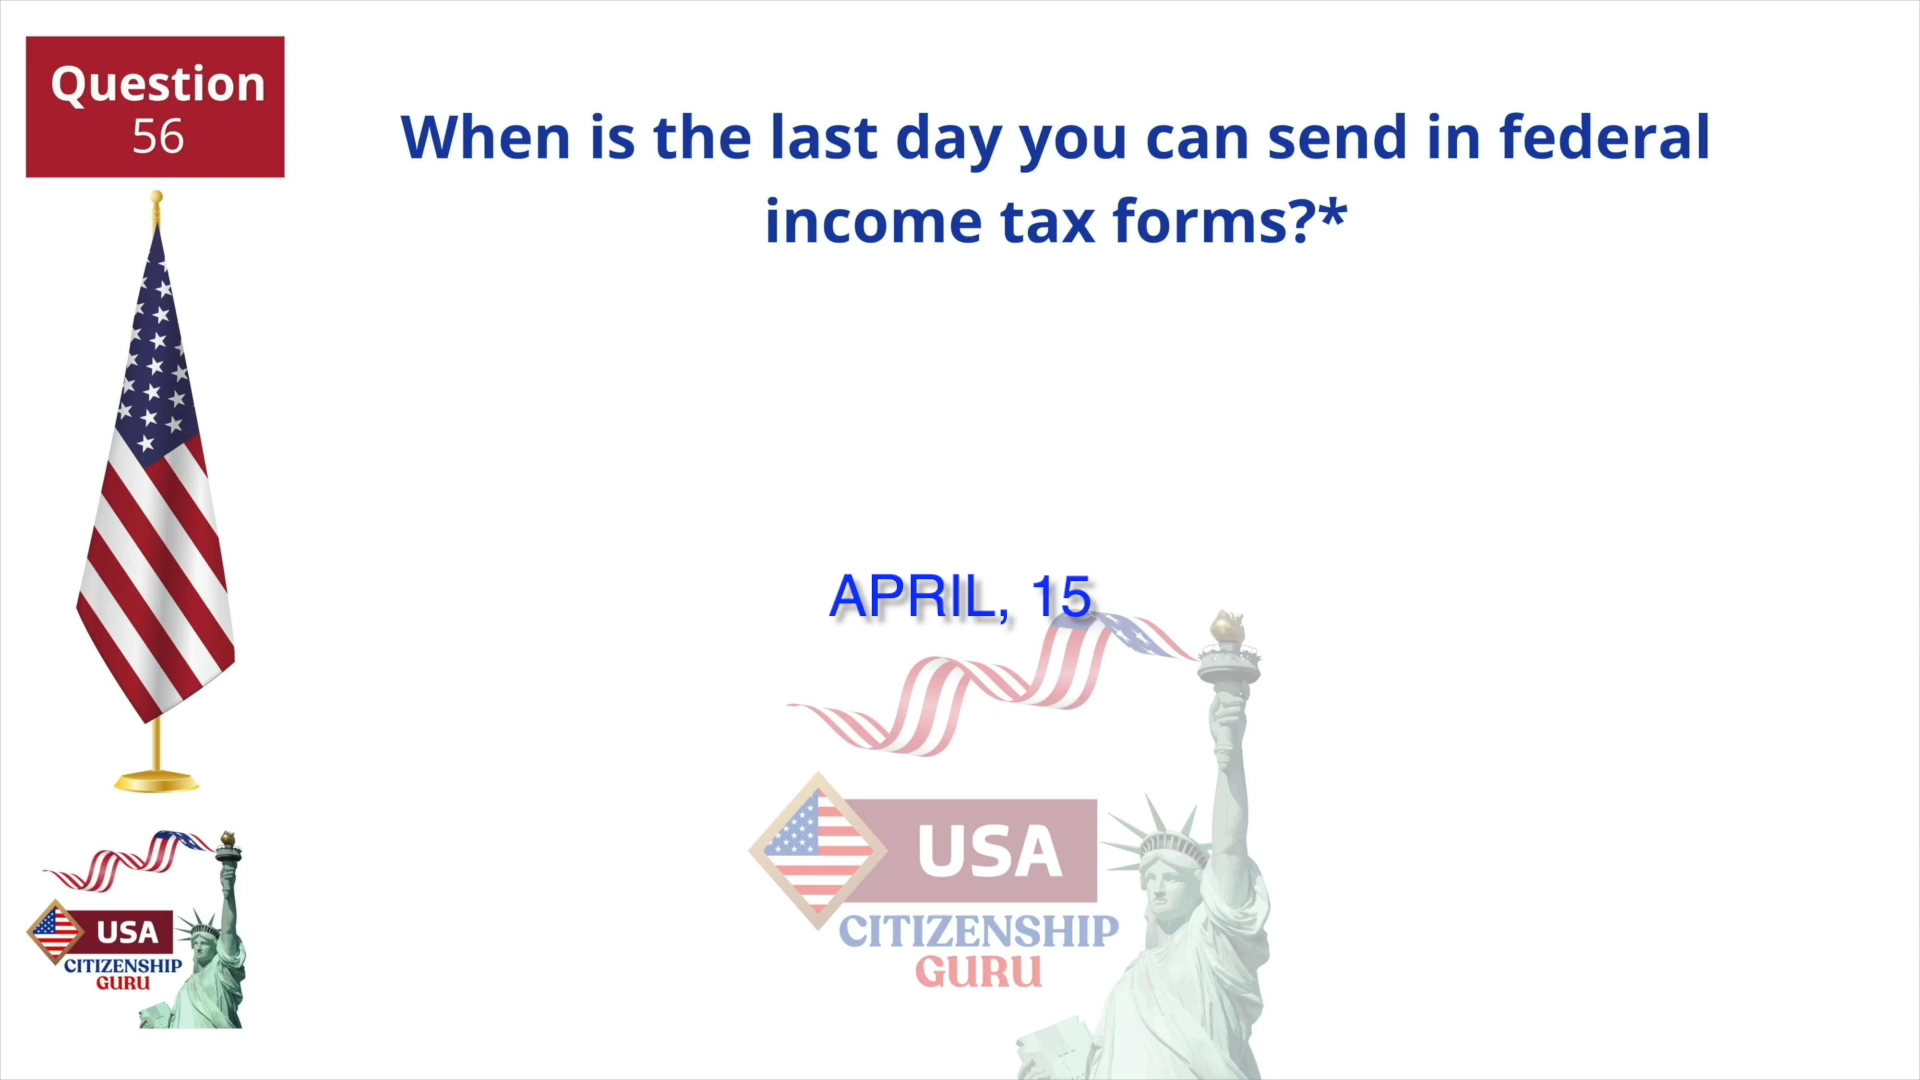 Question
56
When is the last day you can send in federal
income tax forms?*
APRIL, 15
USA
CITIZENSHIP
GURU
USA
CITIZENSHIP
GURU